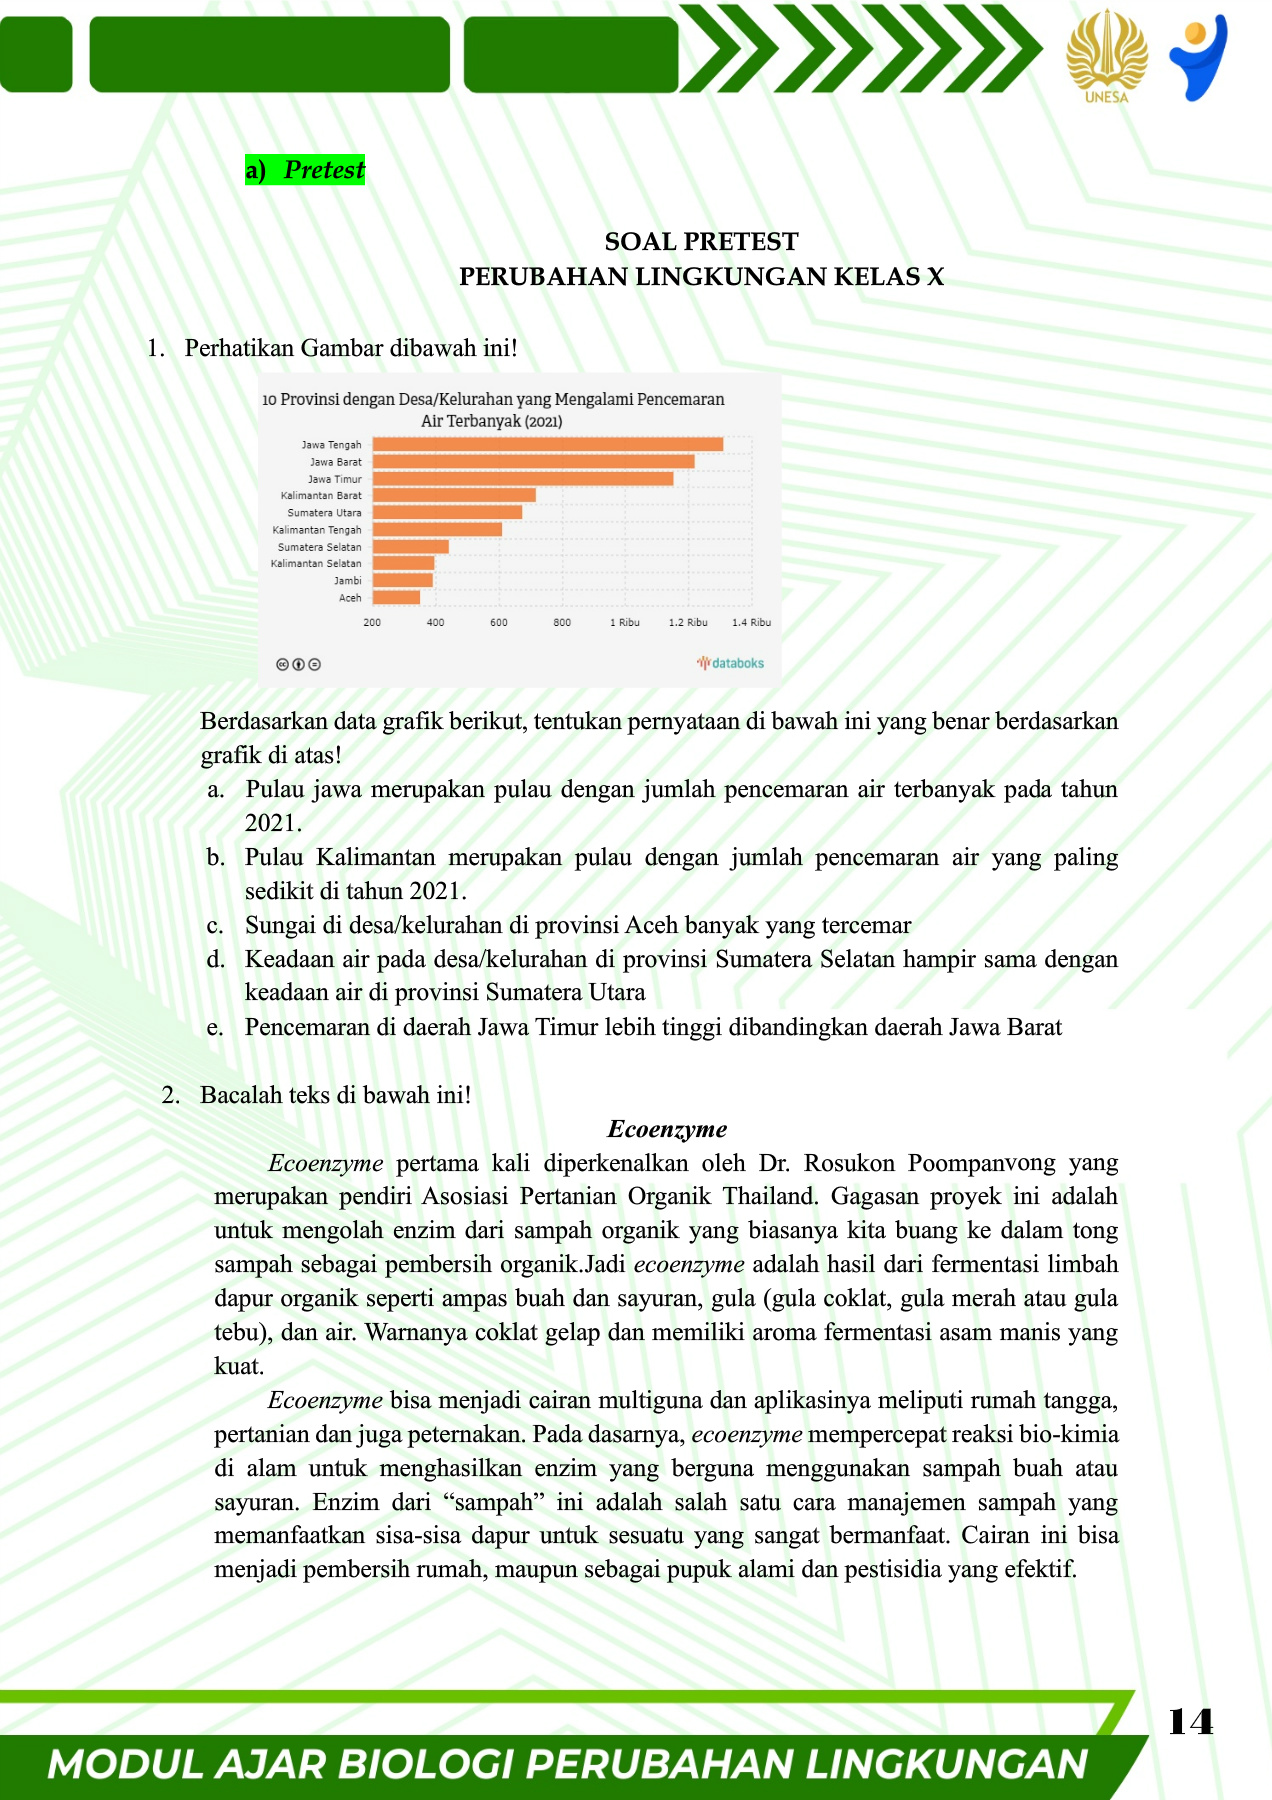 UNESA
a) Pretest
SOAL PRETEST
PERUBAHAN LINGKUNGAN KELAS X
1. Perhatikan Gambar dibawah ini!
10 Provinsi dengan Desa/Kelurahan yang Mengalami Pencemaran
Air Terbanyak (2021)
Jawa Tengah
Jawa Barat
Jawa Timur
Kalimantan Barat
Sumatera Utara
Kalimantan Tengah
Sumatera Selatan
Kalimantan Selatan
Jambi
Aceh
200 400 600 800 1 Ribu 1.2 Ribu 1.4 Ribu
databoks
Berdasarkan data grafik berikut, tentukan pernyataan di bawah ini yang benar berdasarkan
grafik di atas!
a. Pulau jawa merupakan pulau dengan jumlah pencemaran air terbanyak pada tahun
2021.
b. Pulau Kalimantan merupakan pulau dengan jumlah pencemaran air yang paling
sedikit di tahun 2021.
c. Sungai di desa/kelurahan di provinsi Aceh banyak yang tercemar
d. Keadaan air pada desa/kelurahan di provinsi Sumatera Selatan hampir sama dengan
keadaan air di provinsi Sumatera Utara
e. Pencemaran di daerah Jawa Timur lebih tinggi dibandingkan daerah Jawa Barat
2. Bacalah teks di bawah ini!
Ecoenzyme
Ecoenzyme pertama kali diperkenalkan oleh Dr. Rosukon Poompanvong yang
merupakan pendiri Asosiasi Pertanian Organik Thailand. Gagasan proyek ini adalah
untuk mengolah enzim dari sampah organik yang biasanya kita buang ke dalam tong
sampah sebagai pembersih organik.Jadi ecoenzyme adalah hasil dari fermentasi limbah
dapur organik seperti ampas buah dan sayuran, gula (gula coklat, gula merah atau gula
tebu), dan air. Warnanya coklat gelap dan memiliki aroma fermentasi asam manis yang
kuat.
Ecoenzyme bisa menjadi cairan multiguna dan aplikasinya meliputi rumah tangga,
pertanian dan juga peternakan. Pada dasarnya, ecoenzyme mempercepat reaksi bio-kimia
di alam untuk menghasilkan enzim yang berguna menggunakan sampah buah atau
sayuran. Enzim dari “sampah” ini adalah salah satu cara manajemen sampah yang
memanfaatkan sisa-sisa dapur untuk sesuatu yang sangat bermanfaat. Cairan ini bisa
menjadi pembersih rumah, maupun sebagai pupuk alami dan pestisidia yang efektif.
14
MODUL AJAR BIOLOGI PERUBAHAN LINGKUNGAN